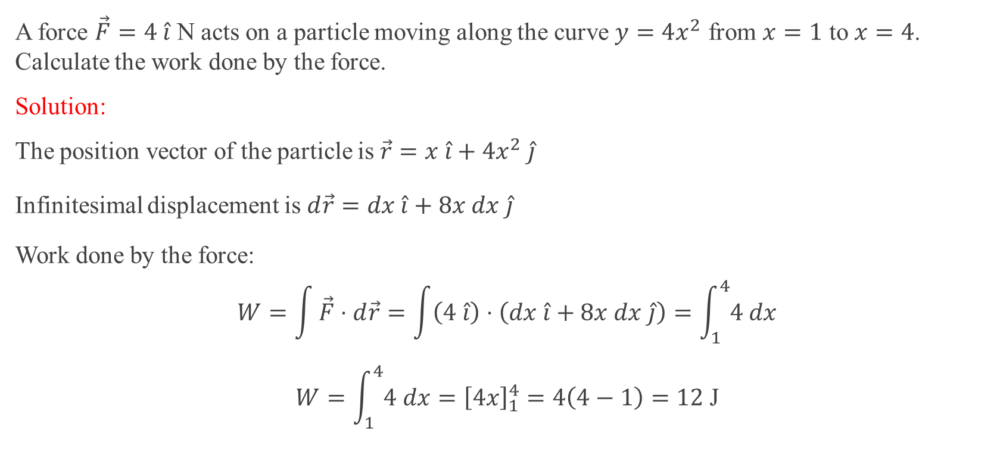 A force $\vec{F} = 4\ \hat{\imath}$ N acts on a particle moving along the curve $y = 4x^2$ from $x = 1$ to $x = 4$.
Calculate the work done by the force.
Solution:
The position vector of the particle is $\vec{r} = x\ \hat{\imath} + 4x^2\ \hat{\jmath}$
Infinitesimal displacement is $d\vec{r} = dx\ \hat{\imath} + 8x\ dx\ \hat{\jmath}$
Work done by the force:
$W = \int \vec{F} \cdot d\vec{r} = \int (4\ \hat{\imath}) \cdot (dx\ \hat{\imath} + 8x\ dx\ \hat{\jmath}) = \int_1^4 4\ dx$
$W = \int_1^4 4\ dx = [4x]_1^4 = 4(4 - 1) = 12$ J